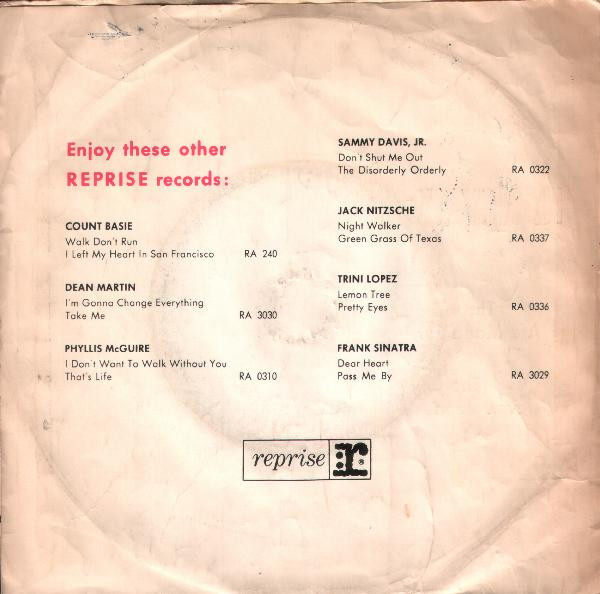 Enjoy these other
REPRISE records:
COUNT BASIE
Walk Don't Run
I Left My Heart In San Francisco RA 240
DEAN MARTIN
I'm Gonna Change Everything
Take Me RA 3030
PHYLLIS McGUIRE
I Don't Want To Walk Without You
That's Life RA 0310
SAMMY DAVIS, JR.
Don't Shut Me Out
The Disorderly Orderly RA 0322
JACK NITZSCHE
Night Walker
Green Grass Of Texas RA 0337
TRINI LOPEZ
Lemon Tree
Pretty Eyes RA 0336
FRANK SINATRA
Dear Heart
Pass Me By RA 3029
reprise r ®